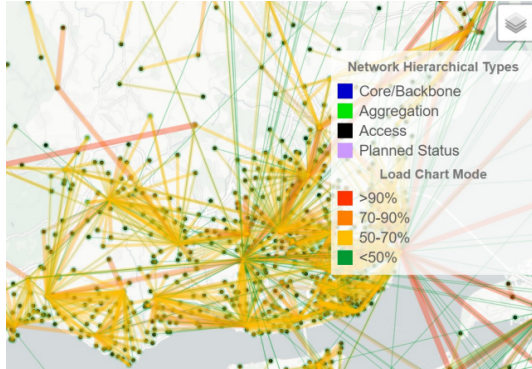 Network Hierarchical Types
Core/Backbone
Aggregation
Access
Planned Status
Load Chart Mode
>90%
70-90%
50-70%
<50%